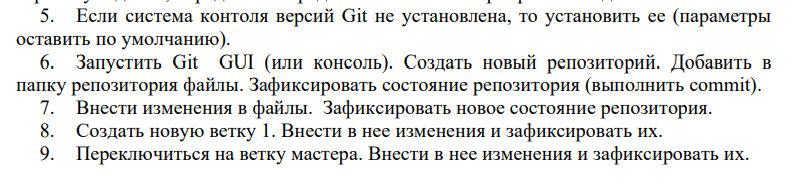 5. Если система контоля версий Git не установлена, то установить ее (параметры
оставить по умолчанию).
6. Запустить Git GUI (или консоль). Создать новый репозиторий. Добавить в
папку репозитория файлы. Зафиксировать состояние репозитория (выполнить commit).
7. Внести изменения в файлы. Зафиксировать новое состояние репозитория.
8. Создать новую ветку 1. Внести в нее изменения и зафиксировать их.
9. Переключиться на ветку мастера. Внести в нее изменения и зафиксировать их.